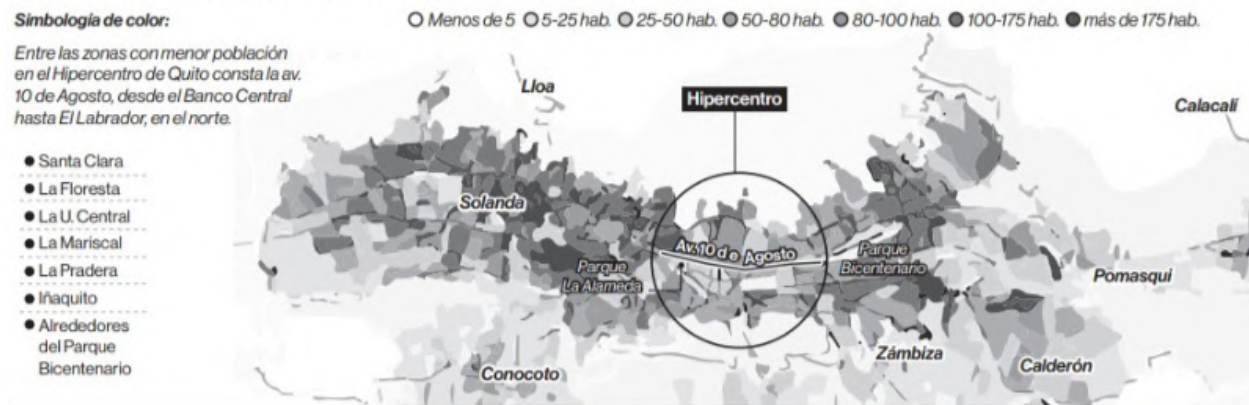 Simbología de color:
Menos de 5 5-25 hab. 25-50 hab. 50-80 hab. 80-100 hab. 100-175 hab. más de 175 hab.
Entre las zonas con menor población
en el Hipercentro de Quito consta la av.
10 de Agosto, desde el Banco Central
hasta El Labrador, en el norte.
Santa Clara
La Floresta
La U. Central
La Mariscal
La Pradera
Iñaquito
Alrededores
del Parque
Bicentenario
Lloa
Hipercentro
Calacalí
Solanda
Av. 10 de Agosto
Parque
La Alameda
Parque
Bicentenario
Pomasqui
Conocoto
Zámbiza
Calderón